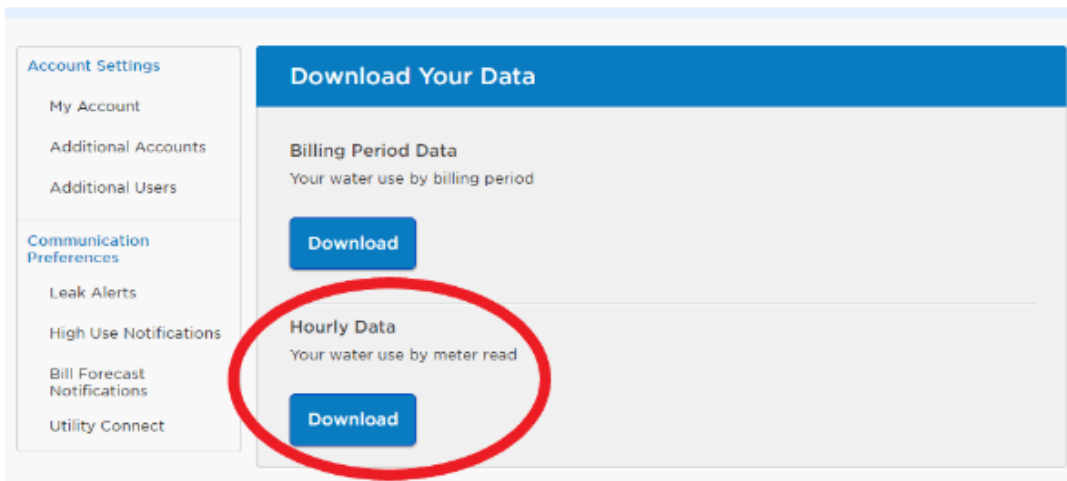 Account Settings
My Account
Additional Accounts
Additional Users
Communication
Preferences
Leak Alerts
High Use Notifications
Bill Forecast
Notifications
Utility Connect
Download Your Data
Billing Period Data
Your water use by billing period
Download
Hourly Data
Your water use by meter read
Download